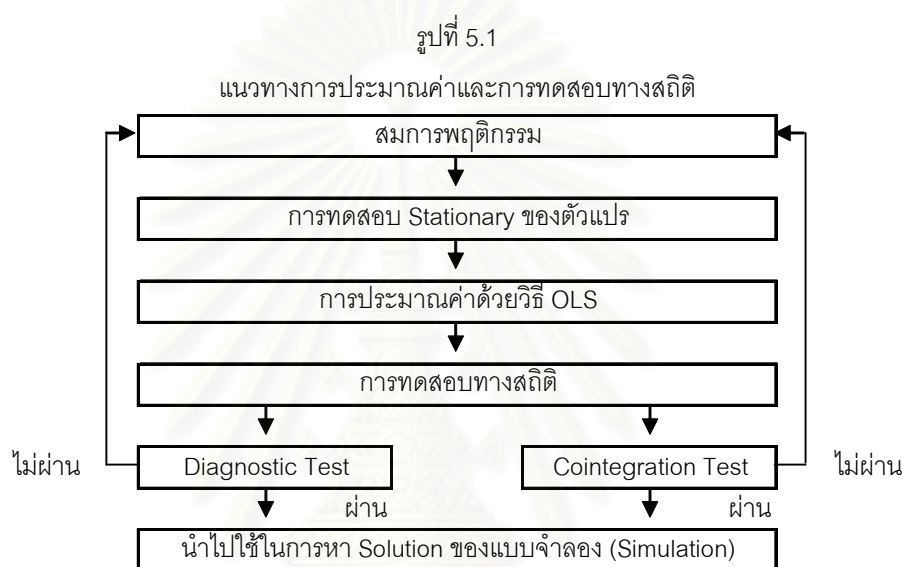 รูปที่ 5.1
แนวทางการประมาณค่าและการทดสอบทางสถิติ
สมการพฤติกรรม
การทดสอบ Stationary ของตัวแปร
การประมาณค่าด้วยวิธี OLS
การทดสอบทางสถิติ
ไม่ผ่าน
Diagnostic Test
Cointegration Test
ไม่ผ่าน
ผ่าน
ผ่าน
นำไปใช้ในการหา Solution ของแบบจำลอง (Simulation)